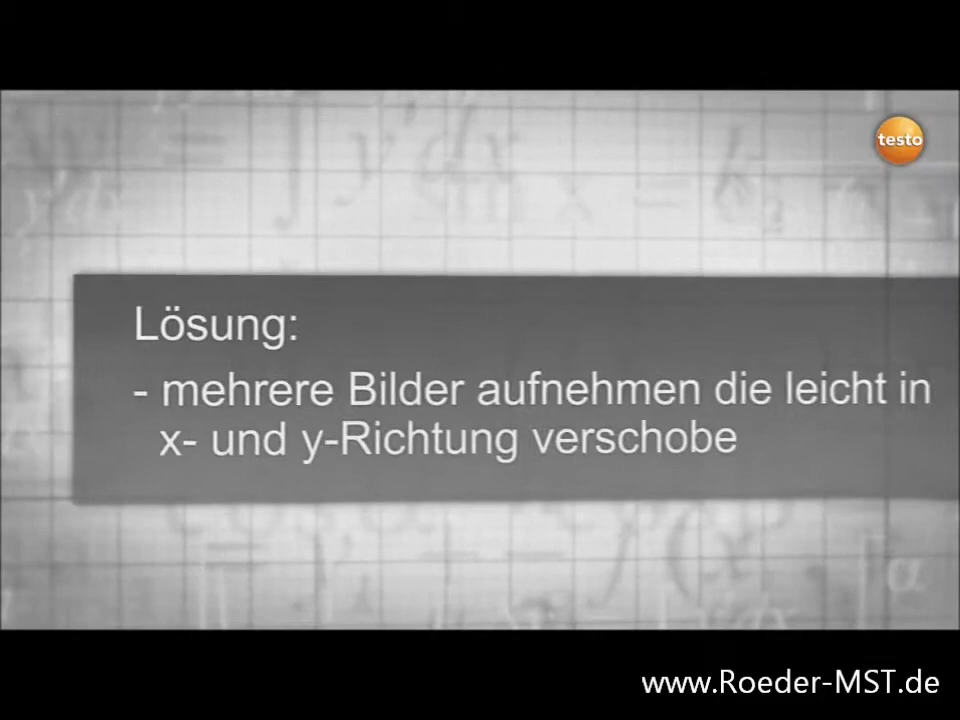 testo
Lösung:
- mehrere Bilder aufnehmen die leicht in
x- und y-Richtung verschobe
www.Roeder-MST.de